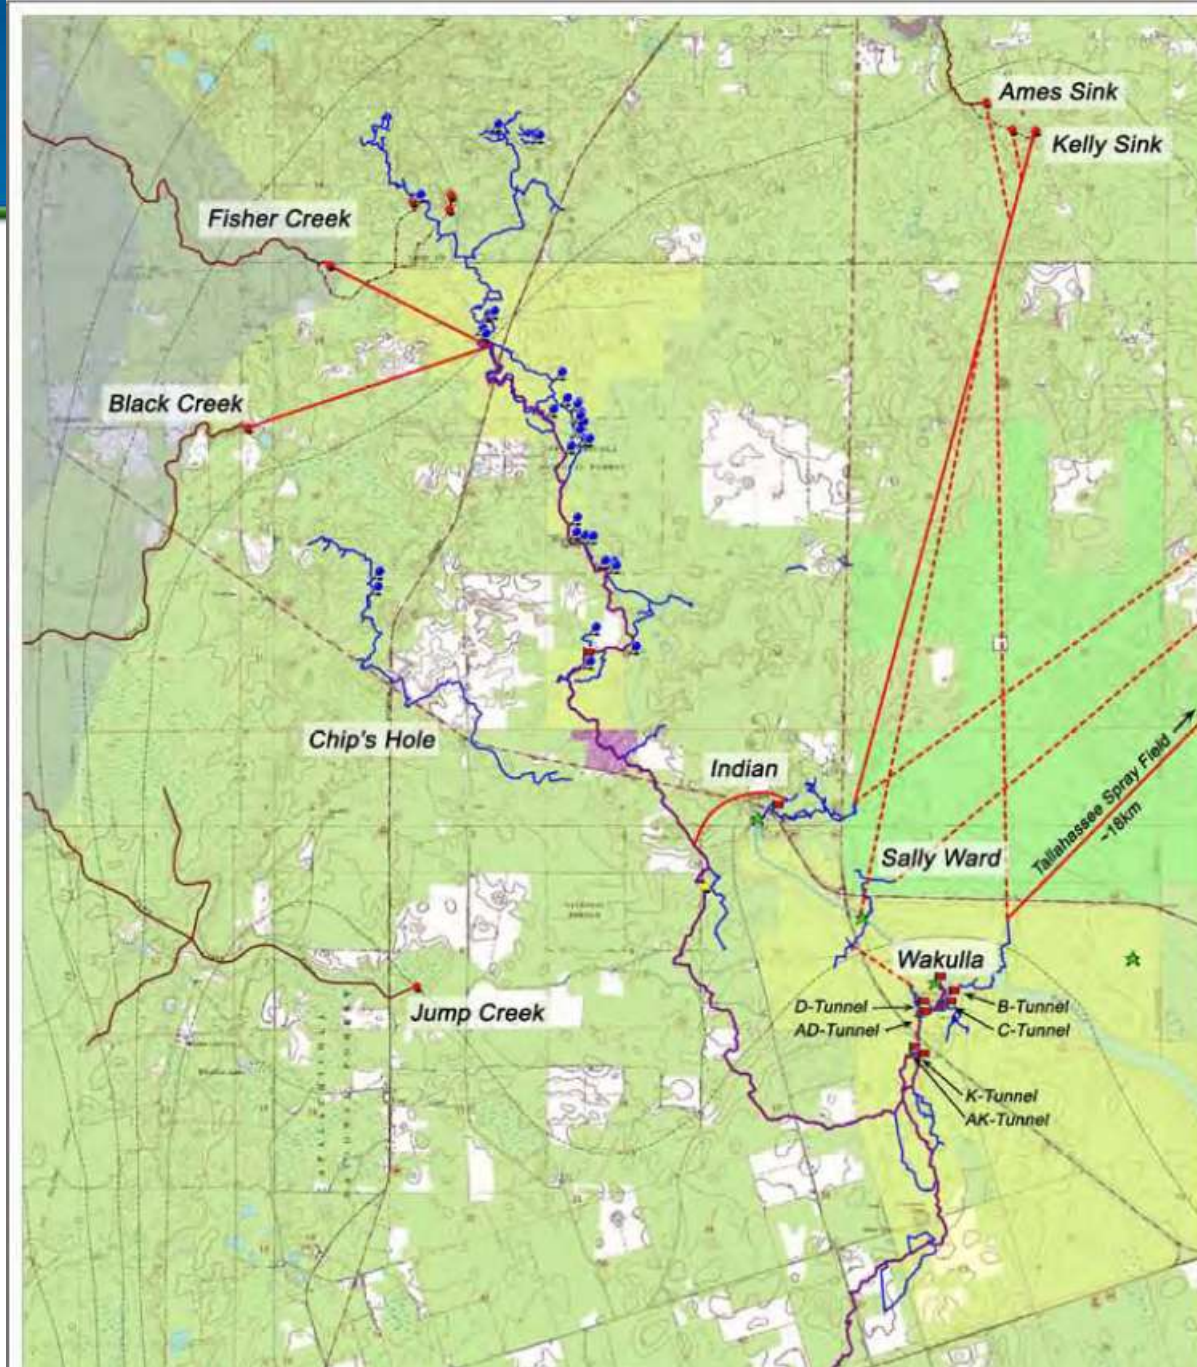 Ames Sink
Kelly Sink
Fisher Creek
Black Creek
Chip's Hole
Indian
Tallahassee Spray Field
~18km
Sally Ward
Wakulla
D-Tunnel
B-Tunnel
AD-Tunnel
C-Tunnel
Jump Creek
K-Tunnel
AK-Tunnel